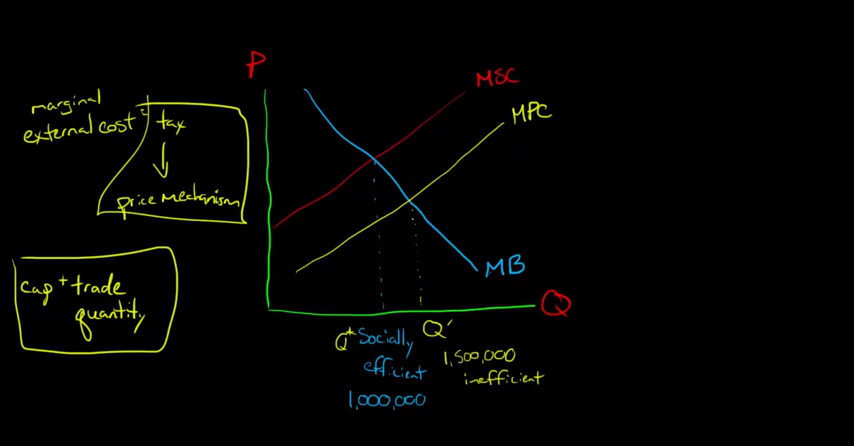 P
MSC
MPC
marginal
external cost = tax
price mechanism
cap + trade
quantity
MB
Q
Q* Socially
efficient
1,000,000
Q'
1,500,000
inefficient